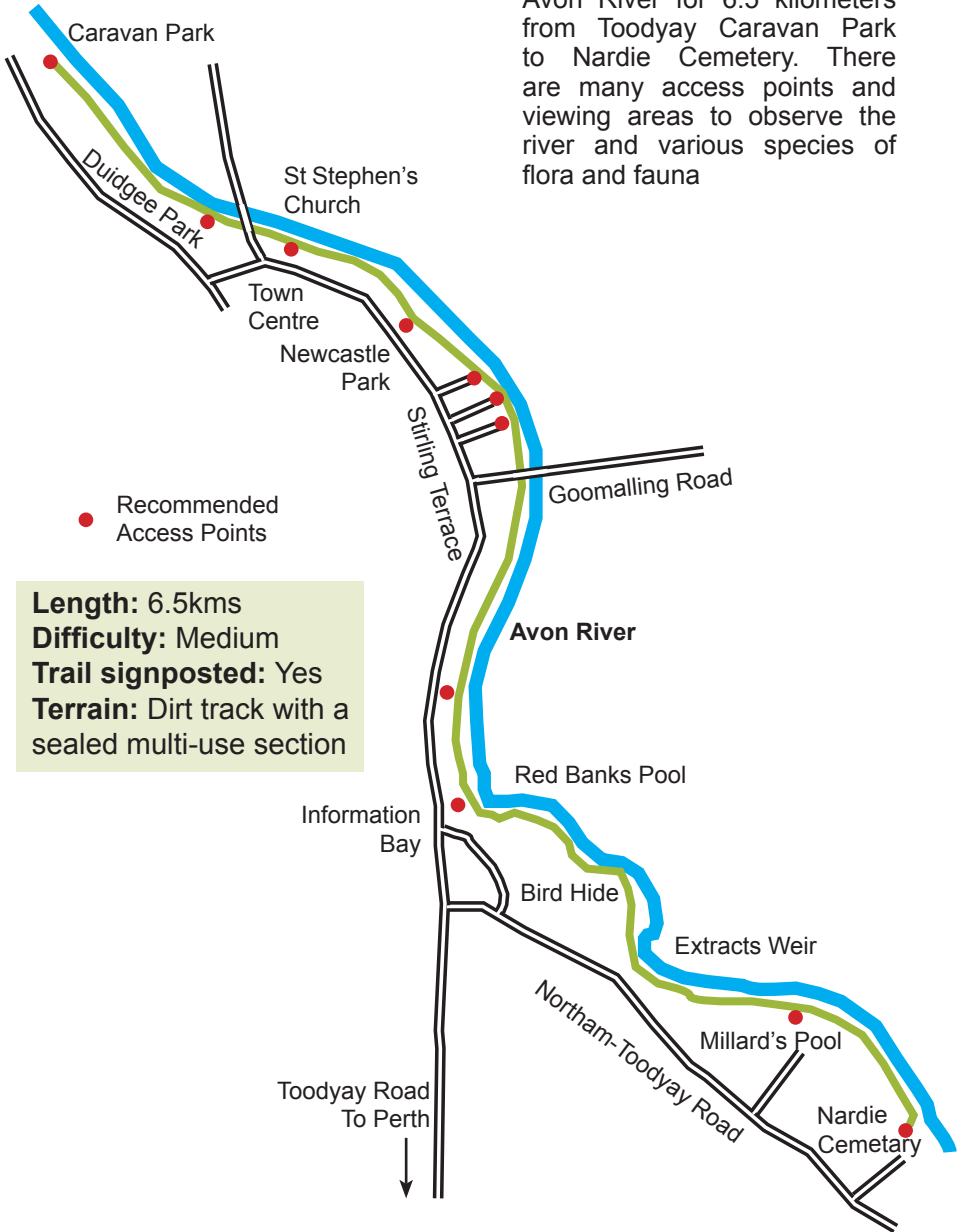 Avon River for 6.5 kilometers
from Toodyay Caravan Park
to Nardie Cemetery. There
are many access points and
viewing areas to observe the
river and various species of
flora and fauna
Caravan Park
Duidgee Park
St Stephen's
Church
Town
Centre
Newcastle
Park
Stirling Terrace
Goomalling Road
Recommended
Access Points
Length: 6.5kms
Difficulty: Medium
Trail signposted: Yes
Terrain: Dirt track with a
sealed multi-use section
Avon River
Red Banks Pool
Information
Bay
Bird Hide
Extracts Weir
Northam-Toodyay Road
Millard's Pool
Toodyay Road
To Perth
Nardie
Cemetary